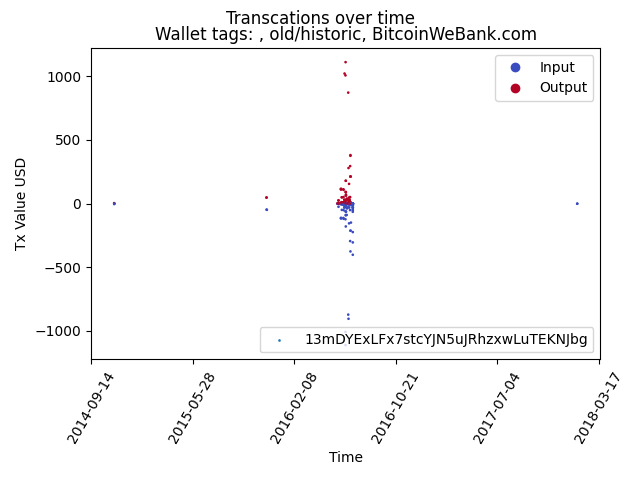 Transcations over time
Wallet tags: , old/historic, BitcoinWeBank.com
Tx Value USD
1000
500
0
−500
−1000
Input
Output
13mDYExLFx7stcYJN5uJRhzxwLuTEKNJbg
2014-09-14
2015-05-28
2016-02-08
2016-10-21
2017-07-04
2018-03-17
Time